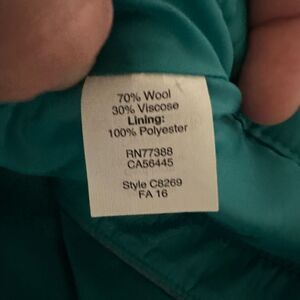 70% Wool
30% Viscose
Lining:
100% Polyester
RN77388
CA56445
Style C8269
FA 16